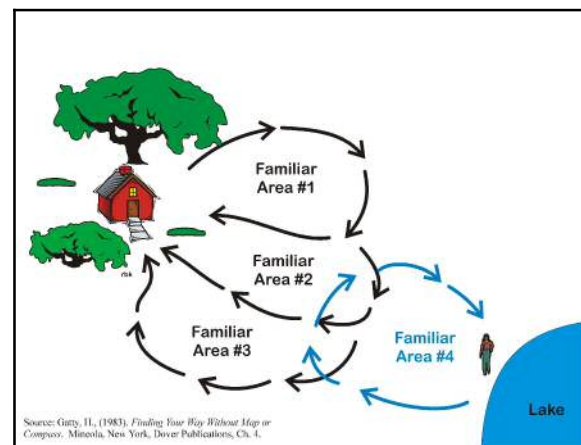 Familiar
Area #1
Familiar
Area #2
Familiar
Area #3
Familiar
Area #4
Lake
Source: Gatty, H., (1983). Finding Your Way Without Map or
Compass. Mineola, New York, Dover Publications, Ch. 4.